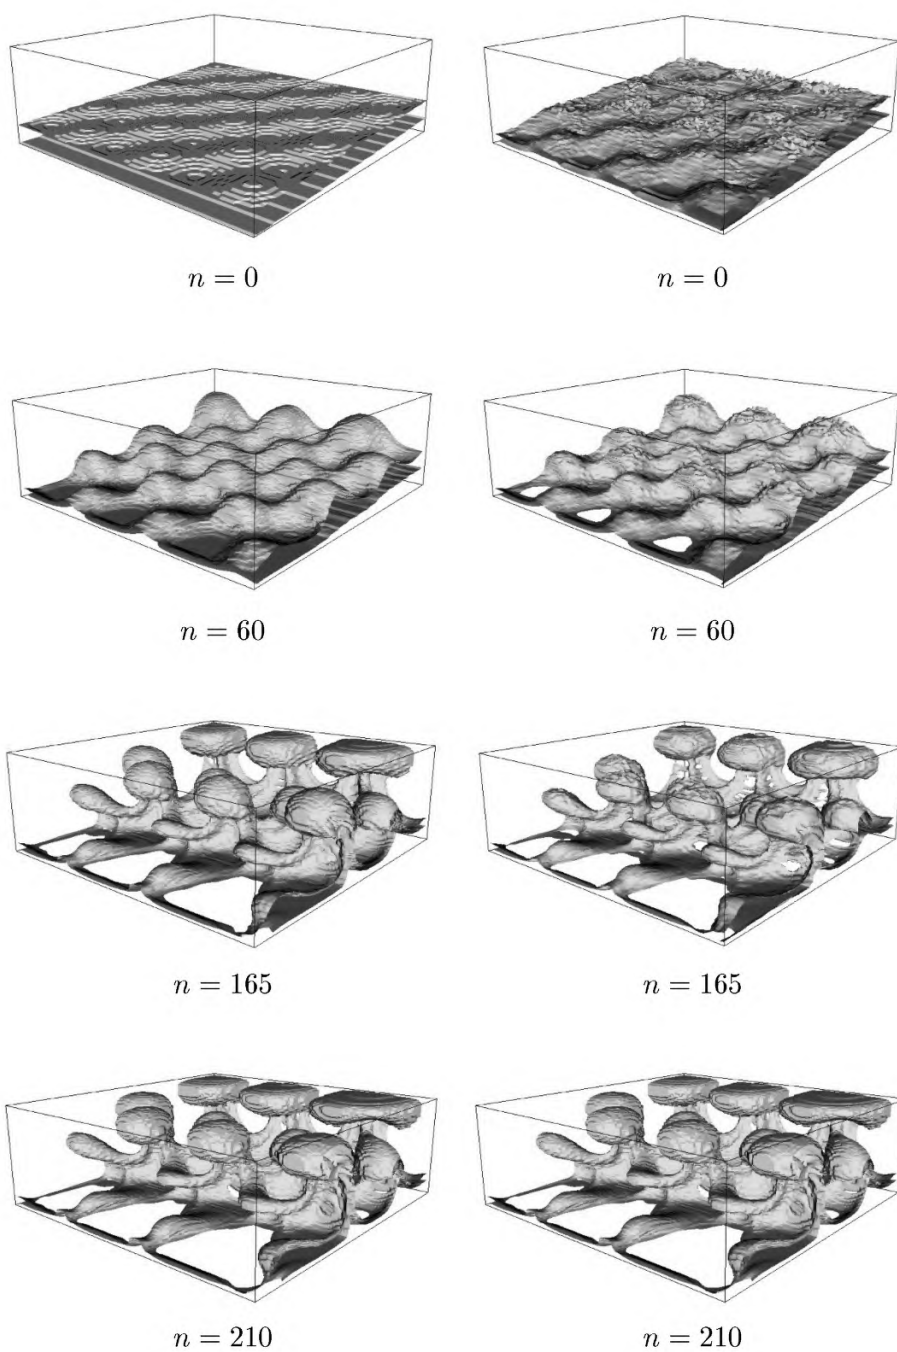 n = 0
n = 0
n = 60
n = 60
n = 165
n = 165
n = 210
n = 210